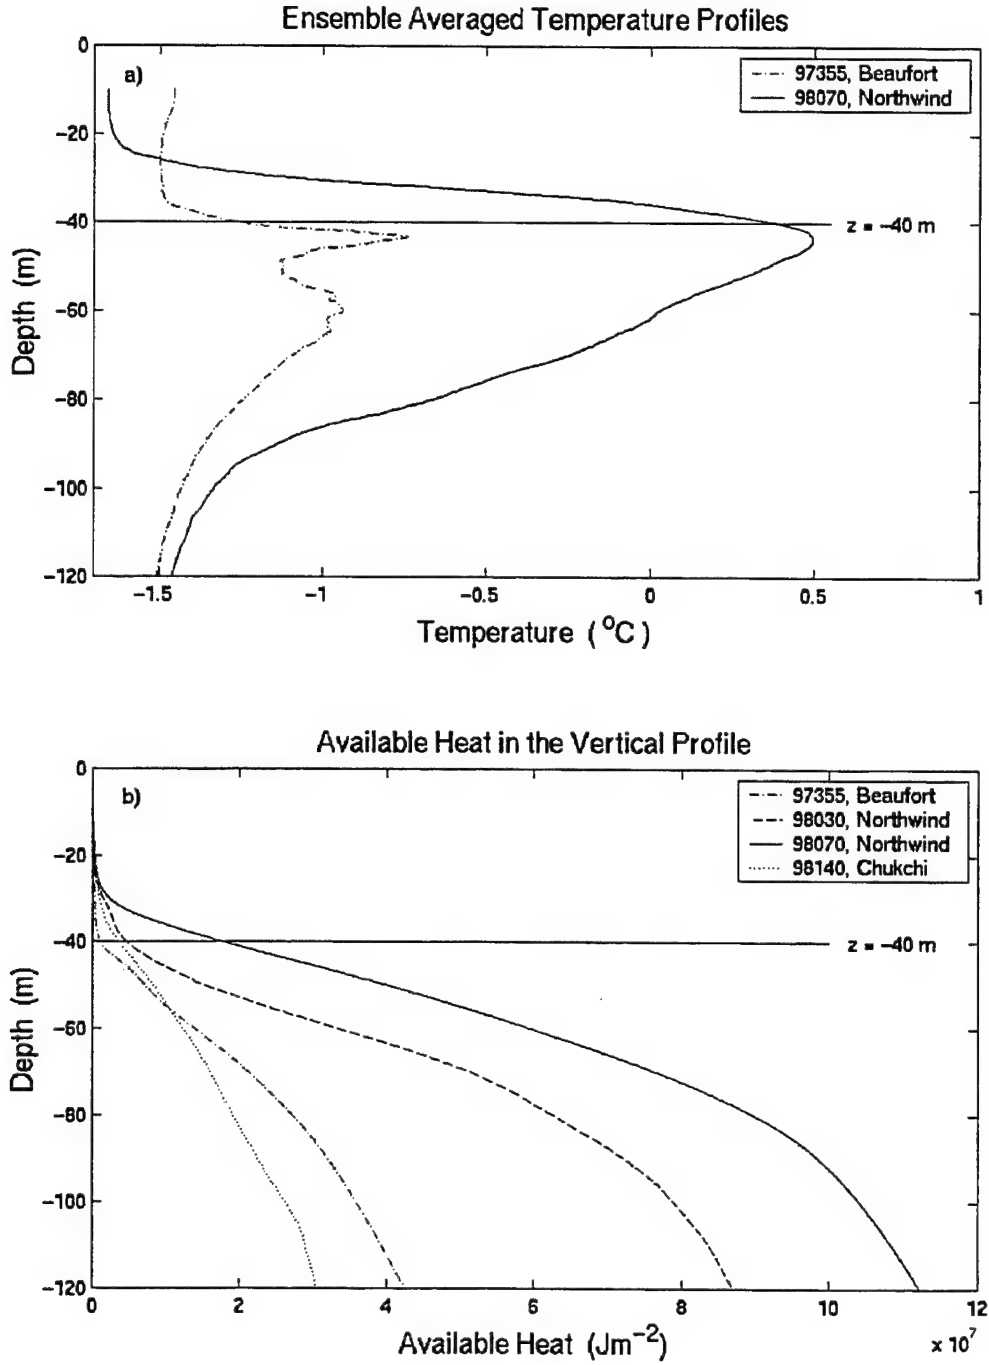 Ensemble Averaged Temperature Profiles
0
-20
-40
-60
-80
-100
-120
Depth (m)
a)
97355, Beaufort
98070, Northwind
z = -40 m
-1.5
-1
-0.5
0
0.5
1
Temperature (°C)
Available Heat in the Vertical Profile
0
-20
-40
-60
-80
-100
-120
Depth (m)
b)
97355, Beaufort
98030, Northwind
98070, Northwind
98140, Chukchi
z = -40 m
0
2
4
6
8
10
12
Available Heat (Jm⁻²)
x 10⁷